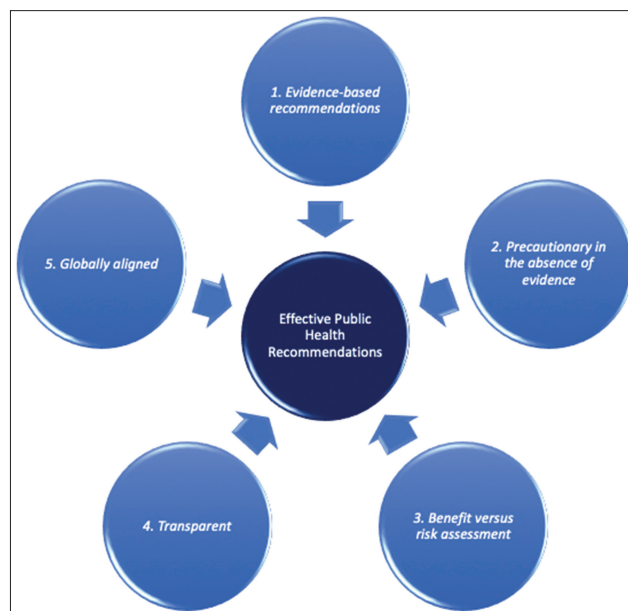 1. Evidence-based
recommendations
2. Precautionary in
the absence of
evidence
3. Benefit versus
risk assessment
4. Transparent
5. Globally aligned
Effective Public
Health
Recommendations